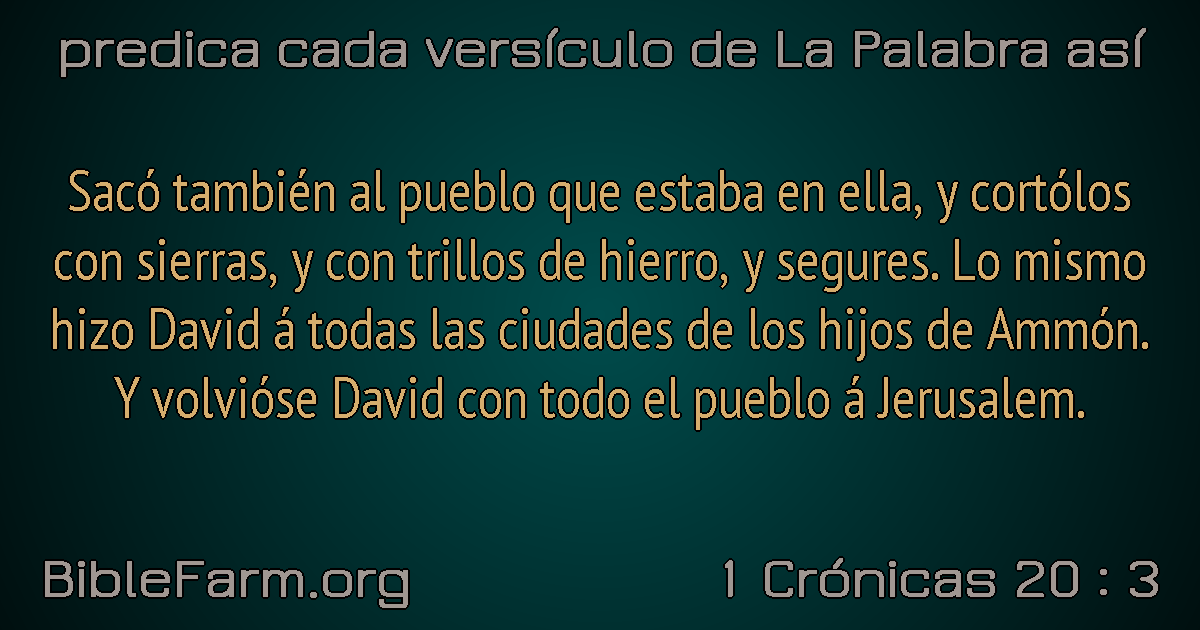 predica cada versículo de La Palabra así
Sacó también al pueblo que estaba en ella, y cortólos
con sierras, y con trillos de hierro, y segures. Lo mismo
hizo David á todas las ciudades de los hijos de Ammón.
Y volvióse David con todo el pueblo á Jerusalem.
BibleFarm.org
1 Crónicas 20 : 3